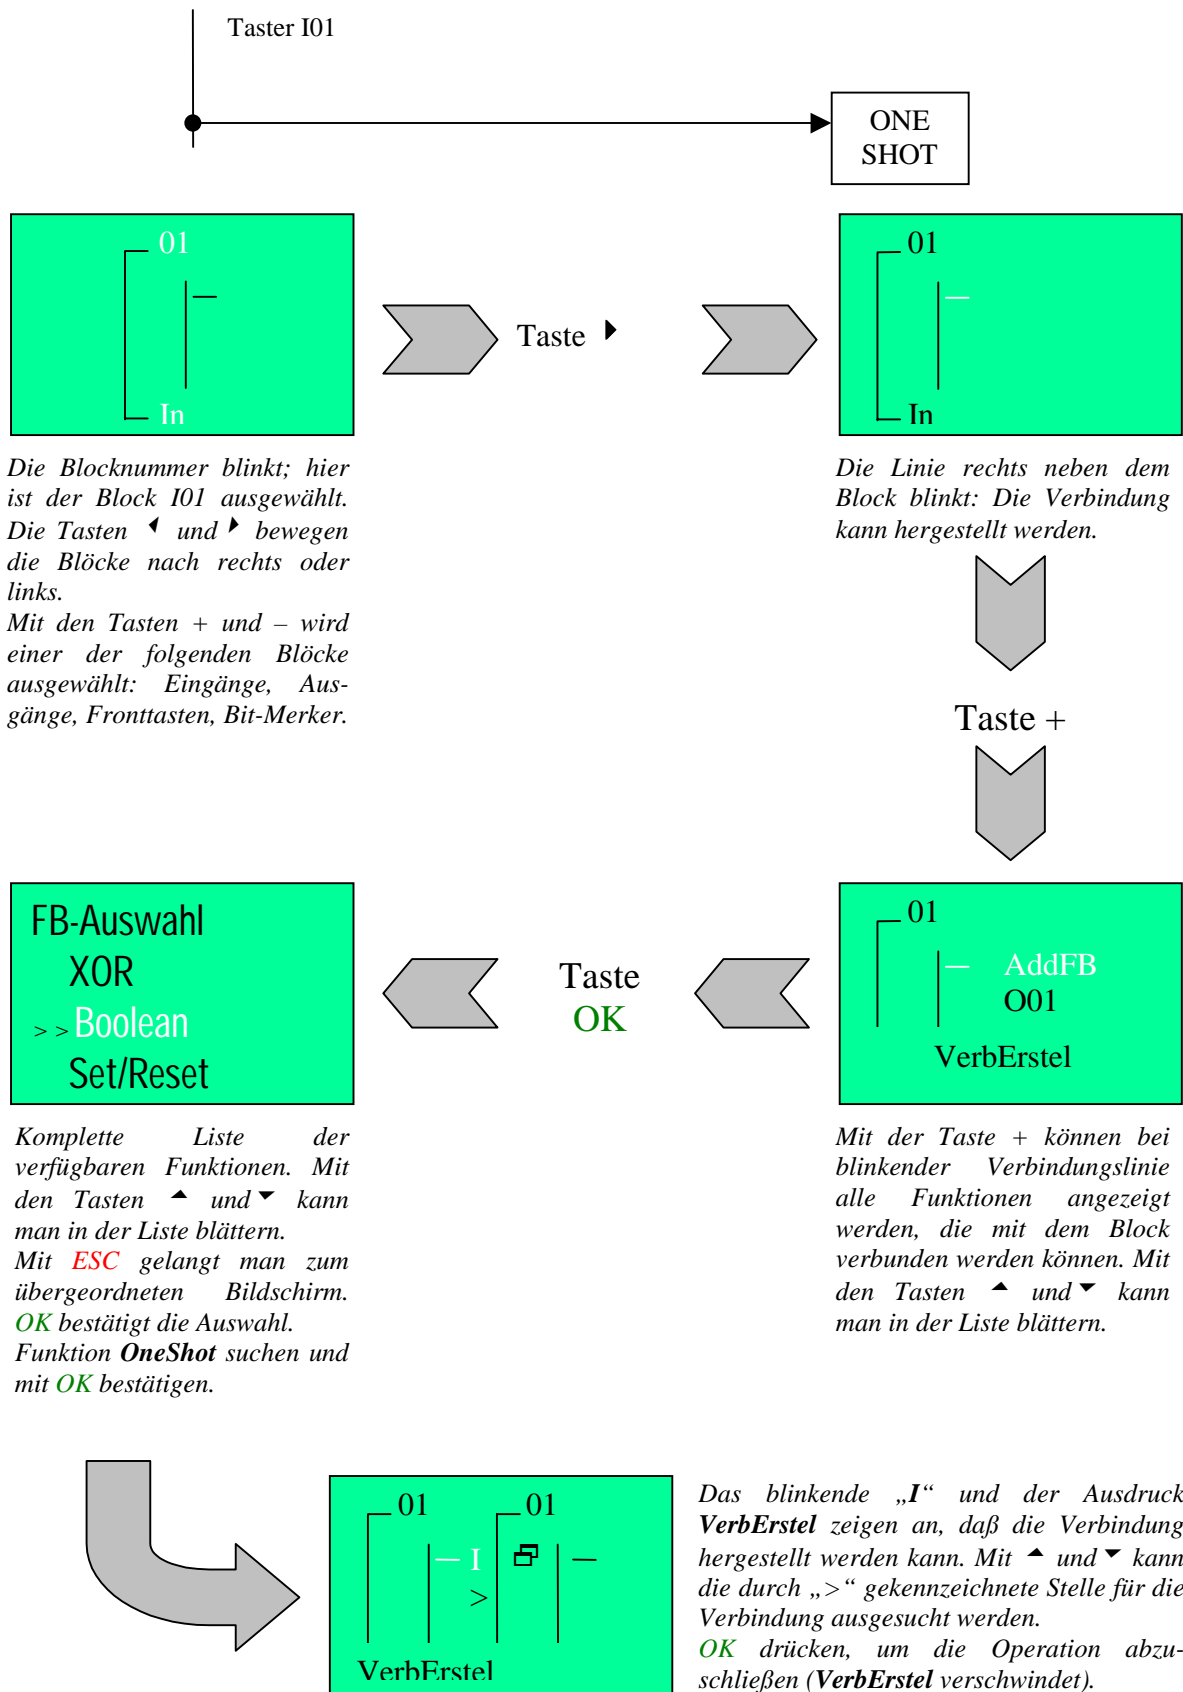 Taster I01
ONE
SHOT
01
In
Taste
01
In
Die Blocknummer blinkt; hier
ist der Block I01 ausgewählt.
Die Tasten und bewegen
die Blöcke nach rechts oder
links.
Mit den Tasten + und – wird
einer der folgenden Blöcke
ausgewählt: Eingänge, Aus-
gänge, Fronttasten, Bit-Merker.
Die Linie rechts neben dem
Block blinkt: Die Verbindung
kann hergestellt werden.
Taste +
FB-Auswahl
XOR
>>Boolean
Set/Reset
Taste
OK
01
AddFB
O01
VerbErstel
Komplette Liste der
verfügbaren Funktionen. Mit
den Tasten und kann
man in der Liste blättern.
Mit ESC gelangt man zum
übergeordneten Bildschirm.
OK bestätigt die Auswahl.
Funktion OneShot suchen und
mit OK bestätigen.
Mit der Taste + können bei
blinkender Verbindungslinie
alle Funktionen angezeigt
werden, die mit dem Block
verbunden werden können. Mit
den Tasten und kann
man in der Liste blättern.
01 01
I
>
VerbErstel
Das blinkende „I“ und der Ausdruck
VerbErstel zeigen an, daß die Verbindung
hergestellt werden kann. Mit und kann
die durch „>“ gekennzeichnete Stelle für die
Verbindung ausgesucht werden.
OK drücken, um die Operation abzu-
schließen (VerbErstel verschwindet).